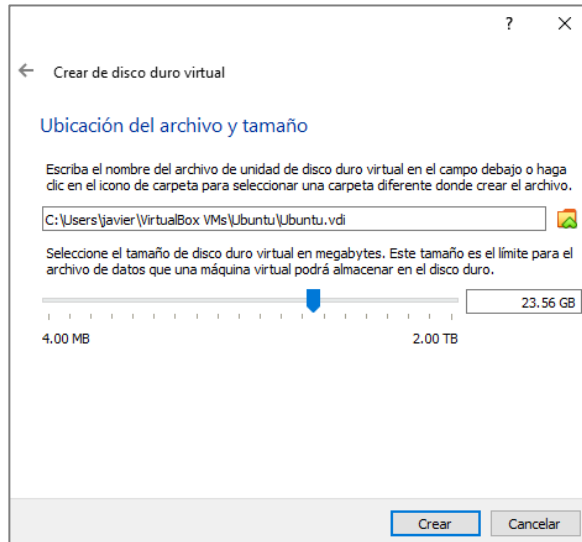 ?
Crear de disco duro virtual
Ubicación del archivo y tamaño
Escriba el nombre del archivo de unidad de disco duro virtual en el campo debajo o haga
clic en el icono de carpeta para seleccionar una carpeta diferente donde crear el archivo.
C:\Users\javier\VirtualBox VMs\Ubuntu\Ubuntu.vdi
Seleccione el tamaño de disco duro virtual en megabytes. Este tamaño es el límite para el
archivo de datos que una máquina virtual podrá almacenar en el disco duro.
23.56 GB
4.00 MB 2.00 TB
Crear Cancelar